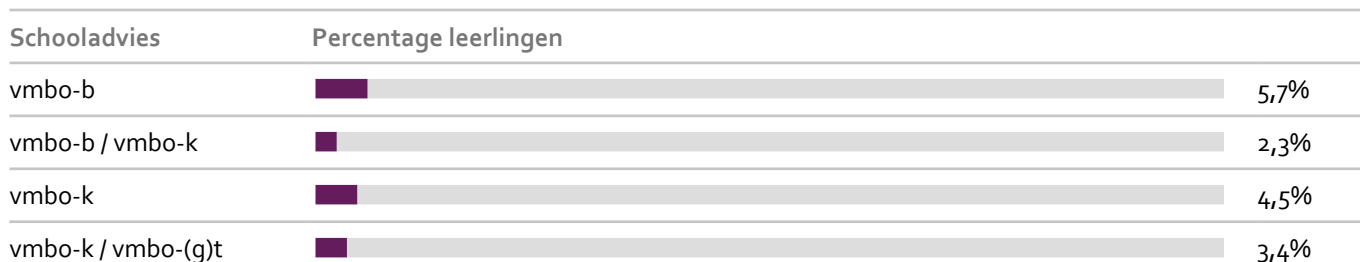 Schooladvies Percentage leerlingen
vmbo-b 5,7%
vmbo-b / vmbo-k 2,3%
vmbo-k 4,5%
vmbo-k / vmbo-(g)t 3,4%